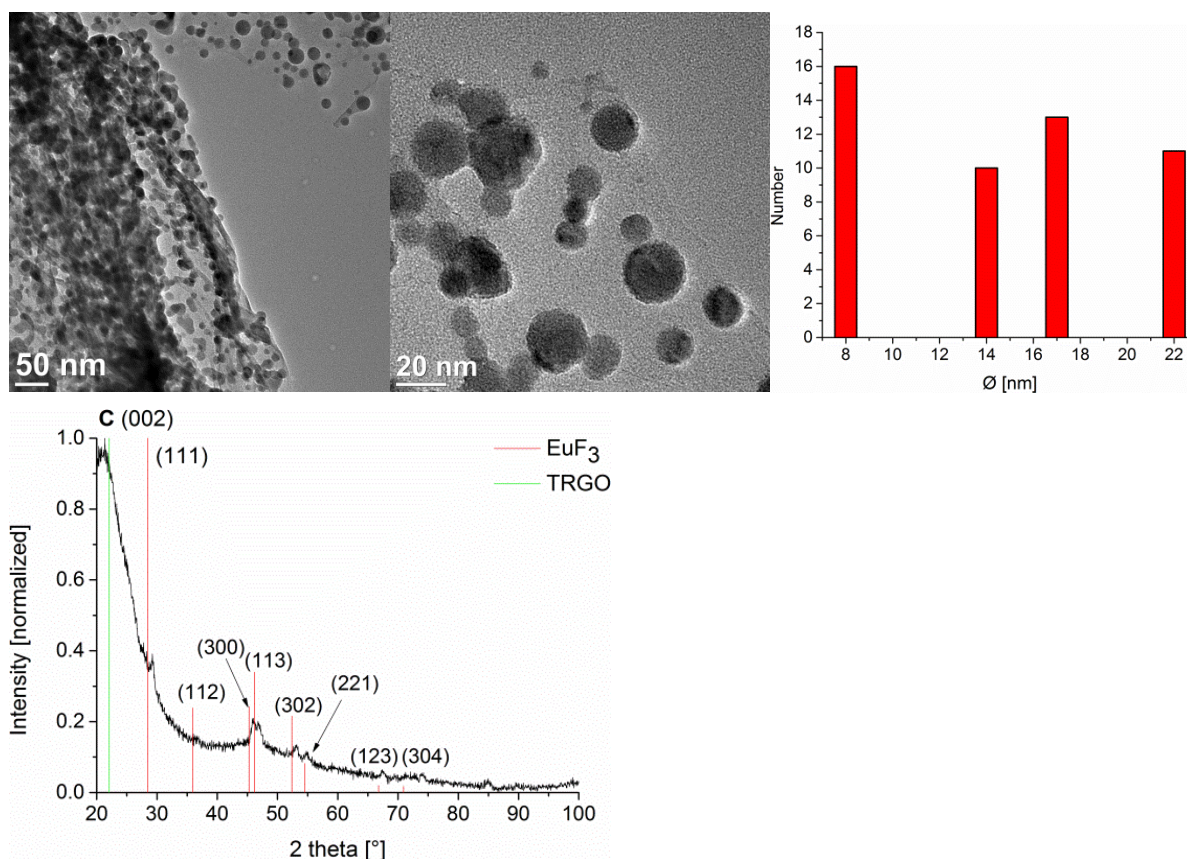 50 nm
20 nm
18
16
14
12
10
8
6
4
2
0
Number
8 10 12 14 16 18 20 22
Ø [nm]
C (002)
(111)
EuF3
TRGO
(300)
(113)
(112)
(302)
(221)
(123) (304)
1.0
0.8
0.6
0.4
0.2
0.0
Intensity [normalized]
20 30 40 50 60 70 80 90 100
2 theta [°]